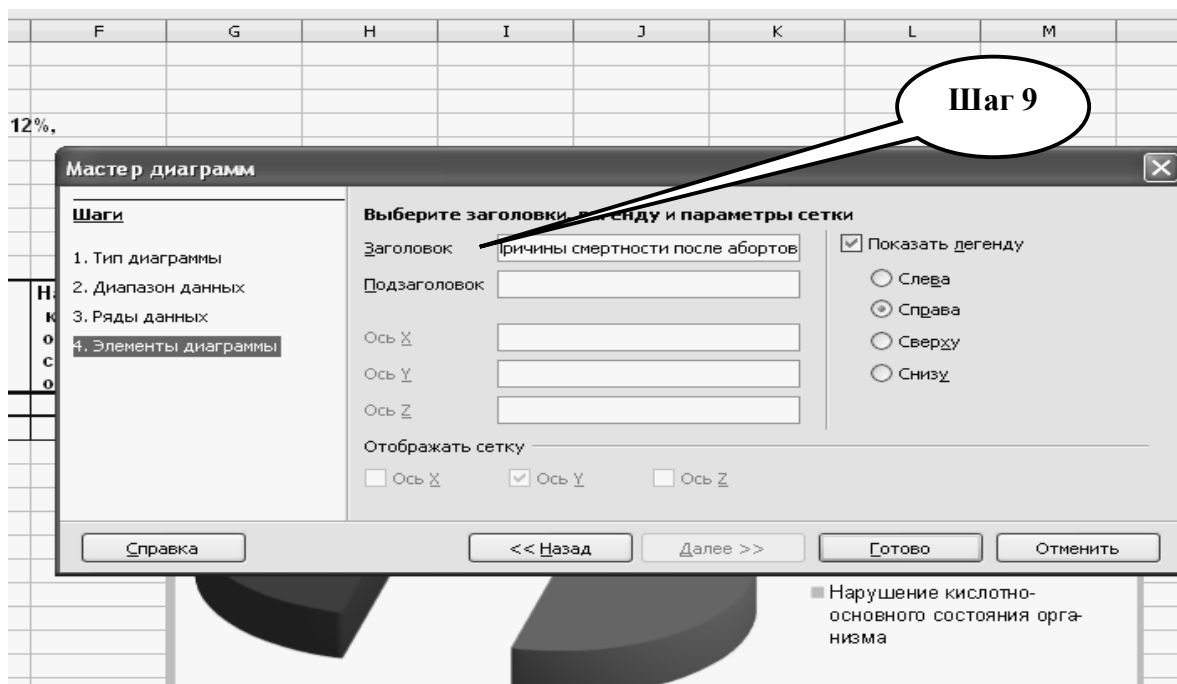 F G H I J K L M
Шаг 9
12%,
Мастер диаграмм
Шаги
1. Тип диаграммы
2. Диапазон данных
3. Ряды данных
4. Элементы диаграммы
Выберите заголовки, легенду и параметры сетки
Заголовок ричины смертности после абортов
Подзаголовок
Ось X
Ось Y
Ось Z
Показать легенду
Слева
Справа
Сверху
Снизу
Отображать сетку
Ось X Ось Y Ось Z
Справка << Назад Далее >> Готово Отменить
Нарушение кислотно-
основного состояния орга-
низма